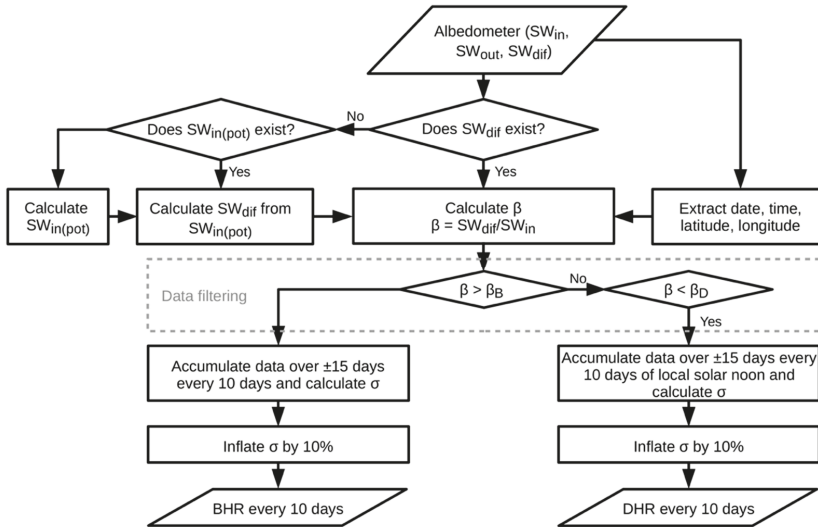 Albedometer (SWin,
SWout, SWdif)
No
Does SWin(pot) exist?
Does SWdif exist?
Yes
Yes
Calculate
SWin(pot)
Calculate SWdif from
SWin(pot)
Calculate β
β = SWdif/SWin
Extract date, time,
latitude, longitude
Data filtering
β > βB
No
β < βD
Yes
Accumulate data over ±15 days
every 10 days and calculate σ
Accumulate data over ±15 days every
10 days of local solar noon and
calculate σ
Inflate σ by 10%
Inflate σ by 10%
BHR every 10 days
DHR every 10 days